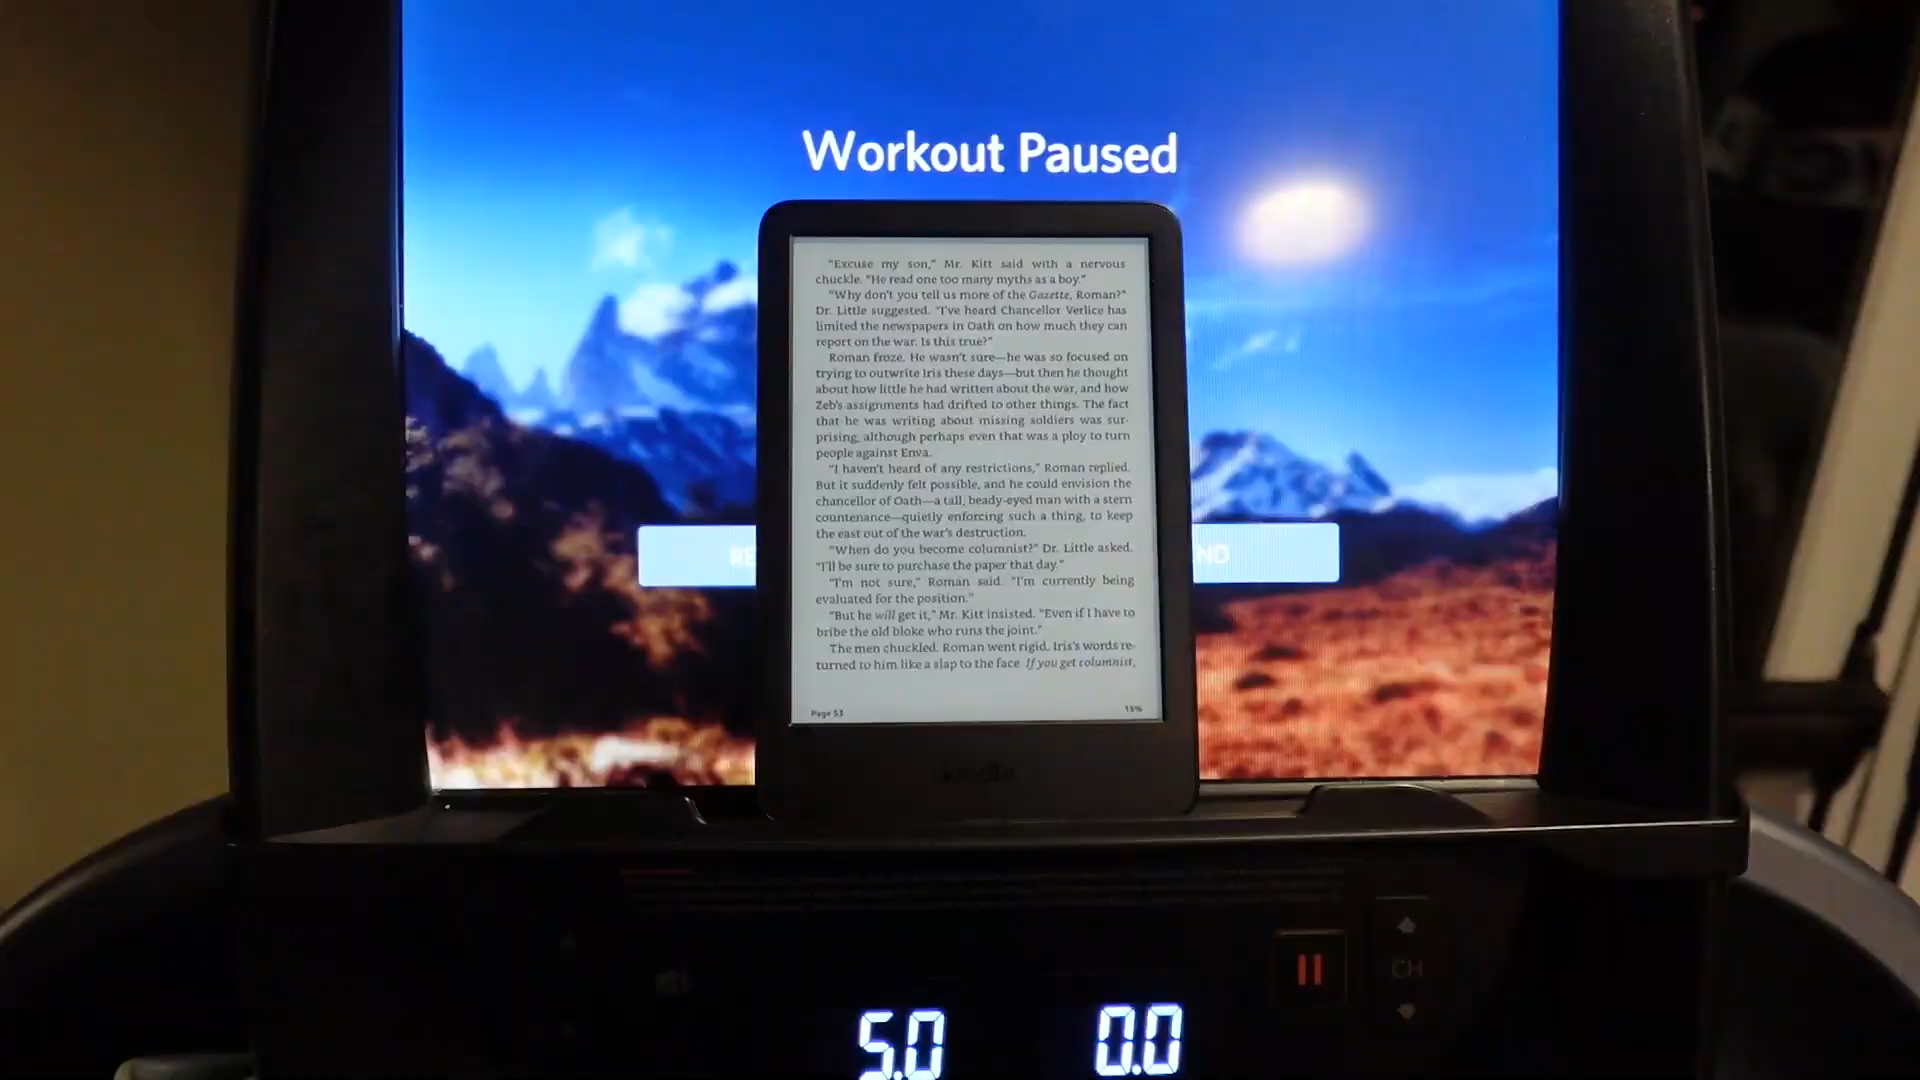 Workout Paused
“Excuse my son,” Mr. Kitt said with a nervous
chuckle. “He read one too many myths as a boy.”
“Why don’t you tell us more of the Gazette, Roman?”
Dr. Little suggested. “I’ve heard Chancellor Verlice has
limited the newspapers in Oath on how much they can
report on the war. Is this true?”
Roman froze. He wasn’t sure—he was so focused on
trying to outwrite Iris these days—but then he thought
about how little he had written about the war, and how
Zeb’s assignments had drifted to other things. The fact
that he was writing about missing soldiers was sur-
prising, although perhaps even that was a ploy to turn
people against Enva.
“I haven’t heard of any restrictions,” Roman replied.
But it suddenly felt possible, and he could envision the
chancellor of Oath—a tall, beady-eyed man with a stern
countenance—quietly enforcing such a thing, to keep
the east out of the war’s destruction.
“When do you become columnist?” Dr. Little asked.
“I’ll be sure to purchase the paper that day.”
“I’m not sure,” Roman said. “I’m currently being
evaluated for the position.”
“But he will get it,” Mr. Kitt insisted. “Even if I have to
bribe the old bloke who runs the joint.”
The men chuckled. Roman went rigid. Iris’s words re-
turned to him like a slap to the face. If you get columnist,
Page 53 15%
RE ND
kindle
CH
5.0 0.0